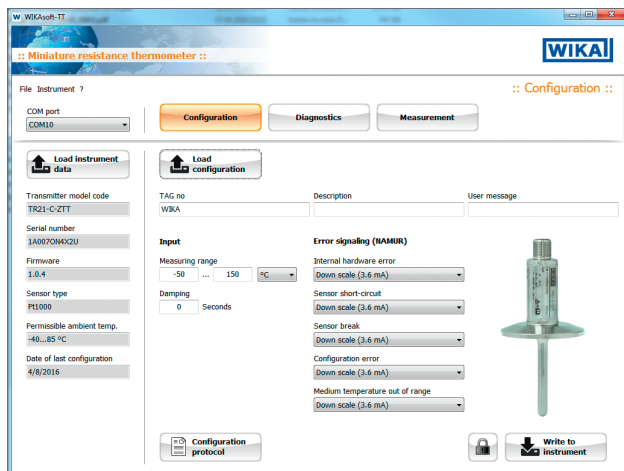 WIKAsoft-TT
:: Miniature resistance thermometer ::
WIKA
File Instrument ?
:: Configuration ::
COM port
COM10
Configuration
Diagnostics
Measurement
Load instrument
data
Load
configuration
Transmitter model code
TR21-C-ZTT
TAG no
Description
User message
WIKA
Serial number
1A007ON4X2U
Input
Error signaling (NAMUR)
Firmware
1.0.4
Measuring range
-50 ... 150 °C
Internal hardware error
Down scale (3.6 mA)
Sensor type
Pt1000
Damping
0 Seconds
Sensor short-circuit
Down scale (3.6 mA)
Permissible ambient temp.
-40...85 °C
Sensor break
Down scale (3.6 mA)
Date of last configuration
4/8/2016
Configuration error
Down scale (3.6 mA)
Medium temperature out of range
Down scale (3.6 mA)
Configuration
protocol
Write to
instrument